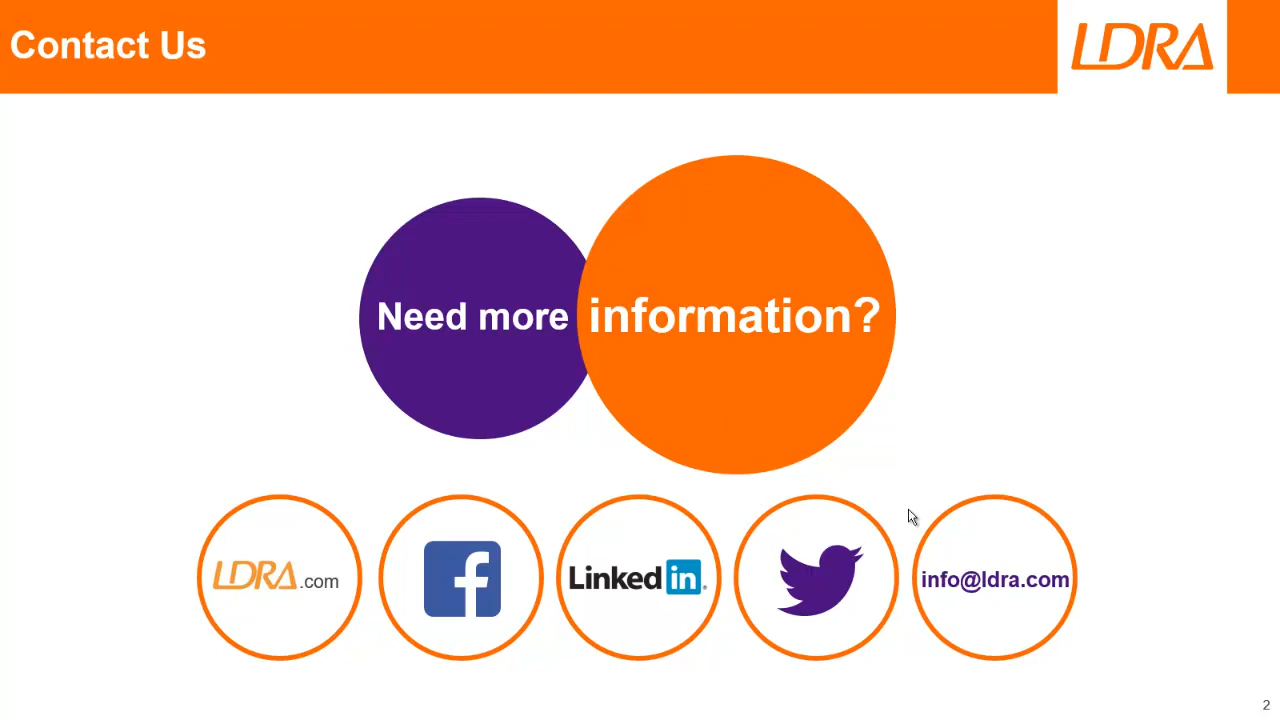 Contact Us
LDRA
Need more information?
LDRA.com
f
Linked in
info@ldra.com
2